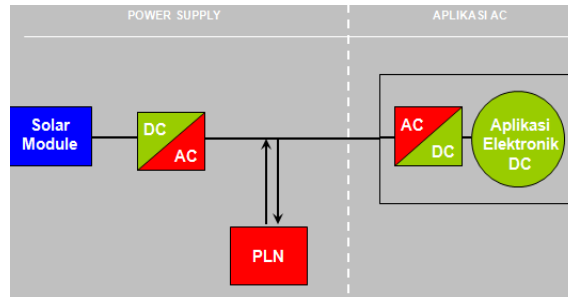 POWER SUPPLY
APLIKASI AC
Solar
Module
DC
AC
AC
DC
Aplikasi
Elektronik
DC
PLN